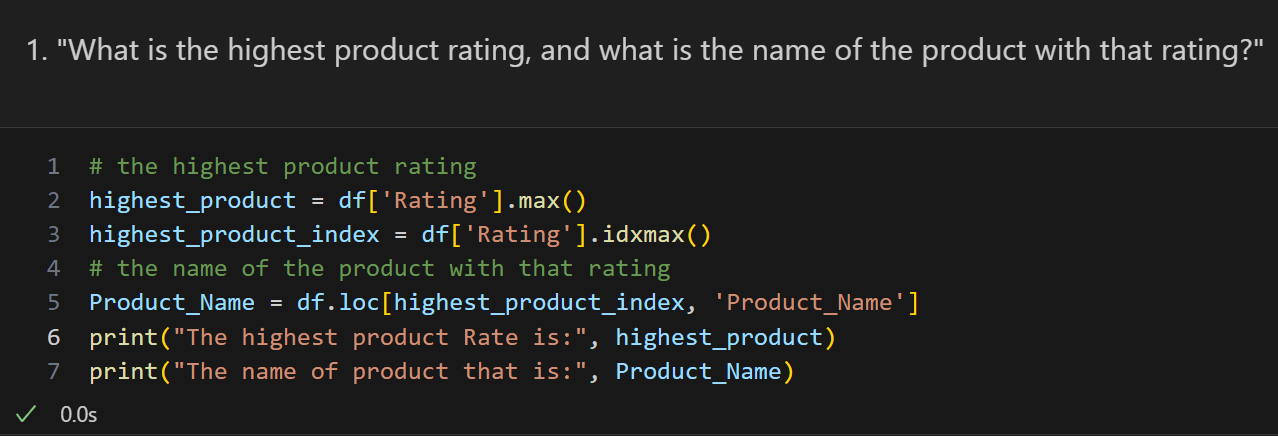 1. "What is the highest product rating, and what is the name of the product with that rating?"
1 # the highest product rating
2 highest_product = df['Rating'].max()
3 highest_product_index = df['Rating'].idxmax()
4 # the name of the product with that rating
5 Product_Name = df.loc[highest_product_index, 'Product_Name']
6 print("The highest product Rate is:", highest_product)
7 print("The name of product that is:", Product_Name)
0.0s